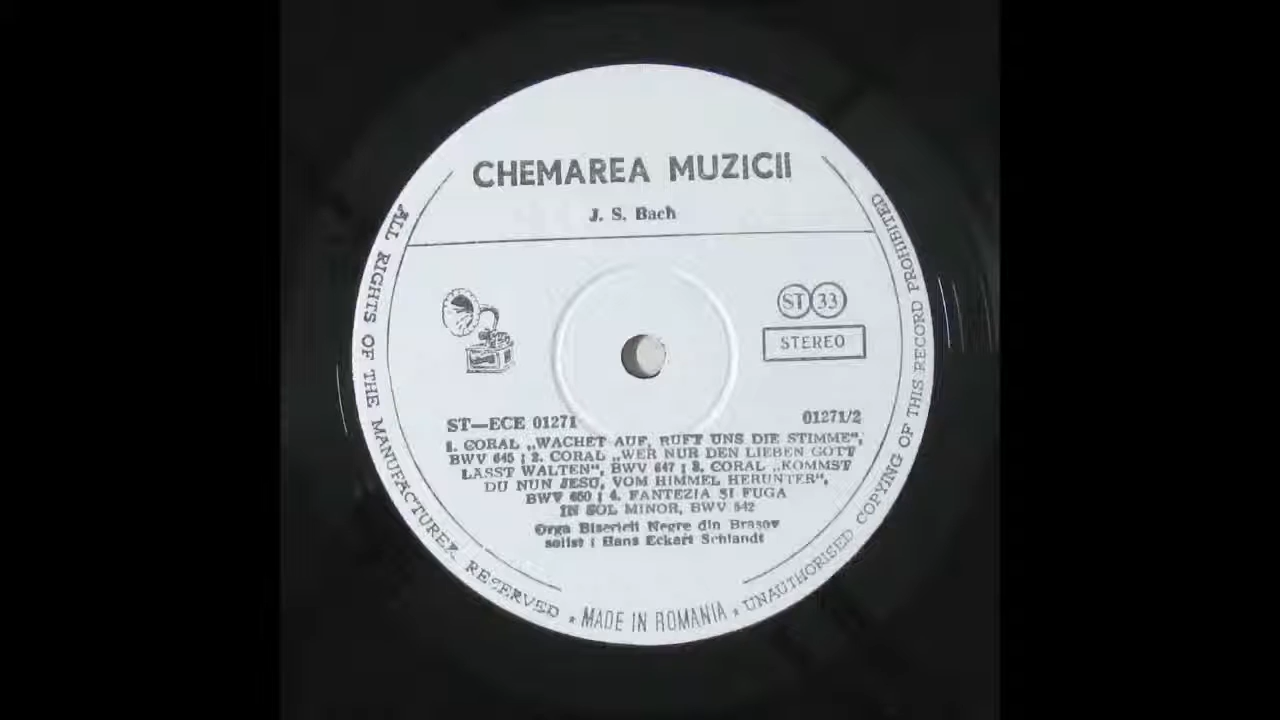 CHEMAREA MUZICII
J. S. Bach
ST 33
STEREO
ST—ECE 01271
01271/2
1. CORAL „WACHET AUF, RUFT UNS DIE STIMME“,
BWV 645 ; 2. CORAL „WER NUR DEN LIEBEN GOTT
LÄSST WALTEN“, BWV 647 ; 3. CORAL „KOMMST
DU NUN JESU, VOM HIMMEL HERUNTER“,
BWV 650 ; 4. FANTEZIA ȘI FUGA
IN SOL MINOR, BWV 542
Orga Bisericii Negre din Brașov
solist : Hans Eckart Schlandt
ALL RIGHTS OF THE MANUFACTURER RESERVED * MADE IN ROMANIA * UNAUTHORISED COPYING OF THIS RECORD PROHIBITED